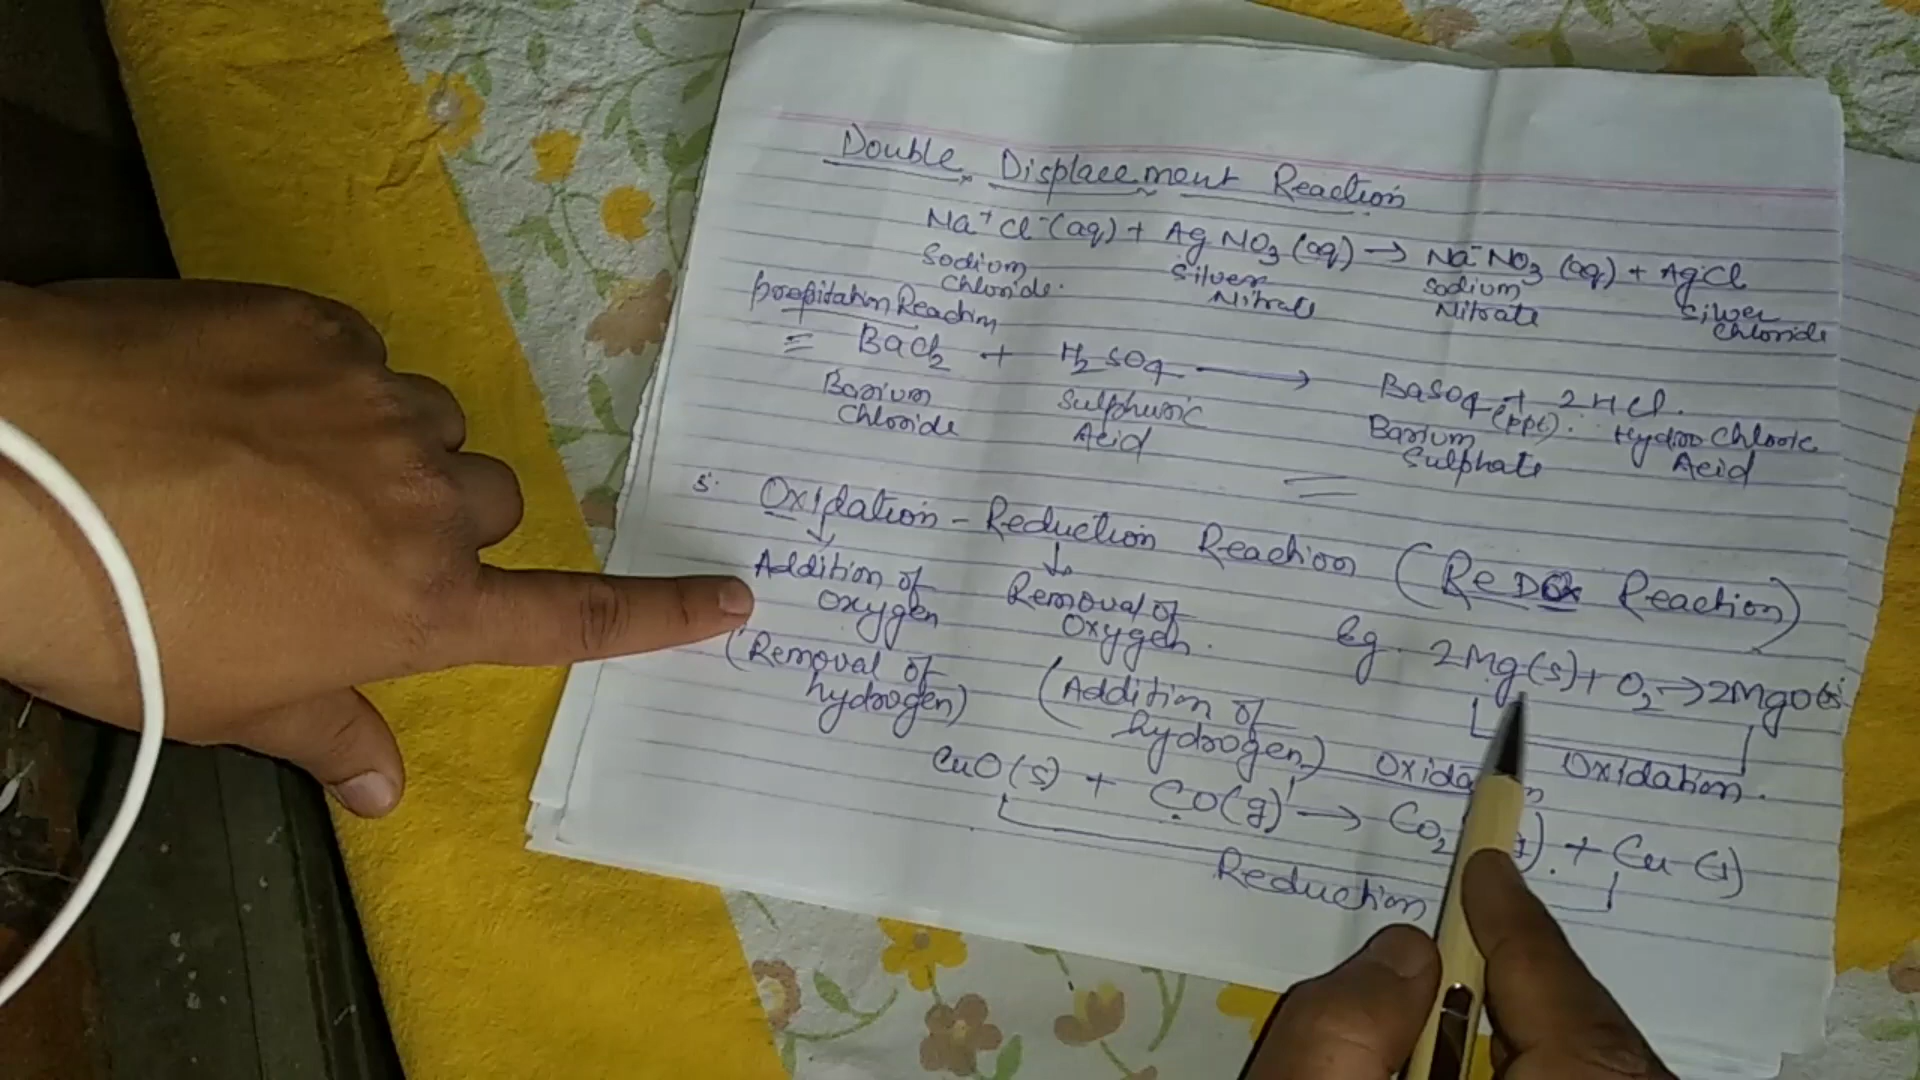 Double Displacement Reaction
Na⁺Cl⁻(aq) + AgNO₃(aq) → Na⁻NO₃(aq) + AgCl
Sodium Chloride. Silver Nitrate Sodium Nitrate Silver Chloride
Reaction
= BaCl₂ + H₂SO₄ → BaSO₄(ppt). + 2HCl.
Barium Chloride Sulphuric Acid Barium Sulphate Hydro Chloric Acid
5. Oxidation - Reduction Reaction (ReDOx Reaction)
↓ ↓
Addition of oxygen Removal of Oxygen. Eg. 2Mg(s) + O₂ → 2MgO(s)
(Removal of hydrogen) (Addition of hydrogen) Oxidation.
CuO(s) + CO(g) → CO₂ + Cu
Reduction